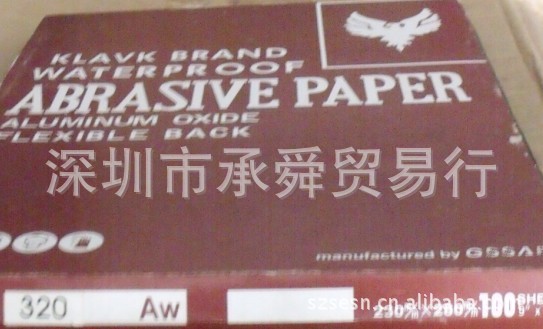 KLAVK BRAND
WATERPROOF
ABRASIVE PAPER
ALUMINUM OXIDE
FLEXIBLE BACK
深圳市承舜贸易行
manufactured by
320 Aw
szsesn.cn.alibaba.com
100